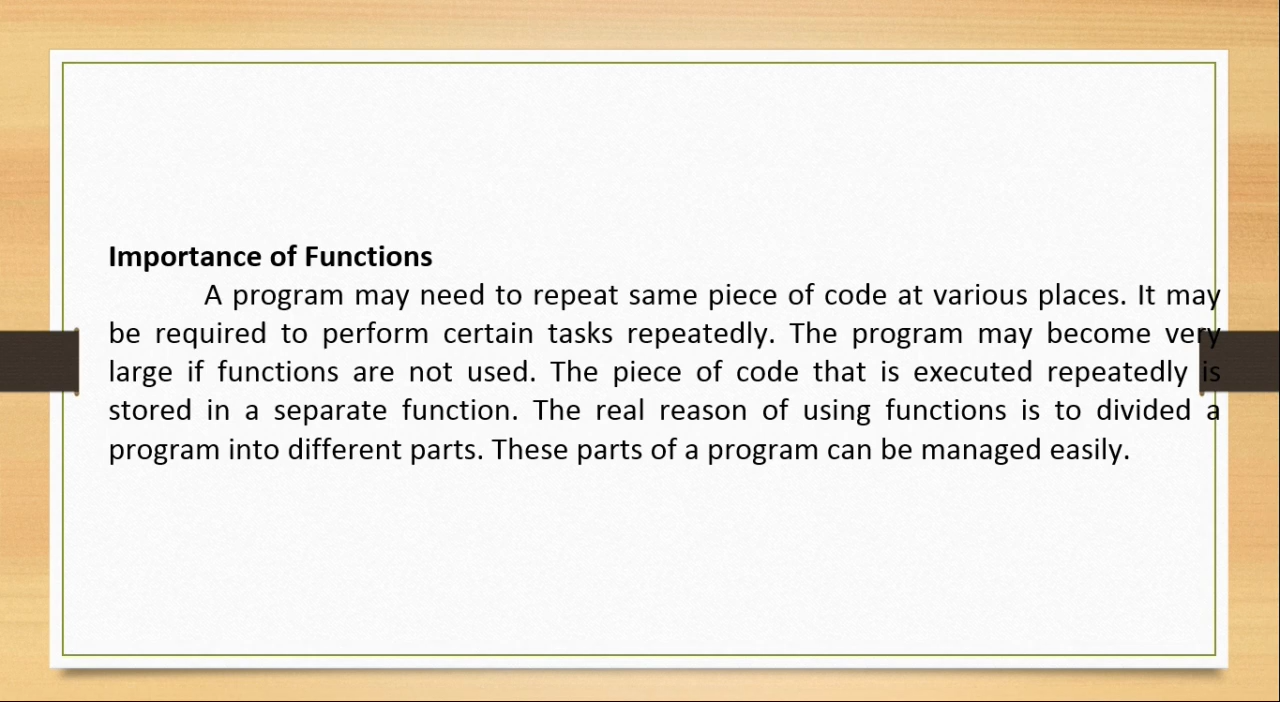 Importance of Functions
A program may need to repeat same piece of code at various places. It may
be required to perform certain tasks repeatedly. The program may become very
large if functions are not used. The piece of code that is executed repeatedly is
stored in a separate function. The real reason of using functions is to divided a
program into different parts. These parts of a program can be managed easily.